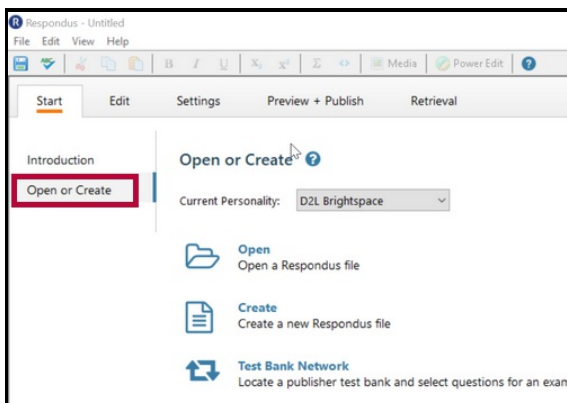 Respondus - Untitled
File Edit View Help
B I U X₂ x² Σ <> Media Power Edit ?
Start Edit Settings Preview + Publish Retrieval
Introduction
Open or Create
Open or Create ?
Current Personality: D2L Brightspace
Open
Open a Respondus file
Create
Create a new Respondus file
Test Bank Network
Locate a publisher test bank and select questions for an exam